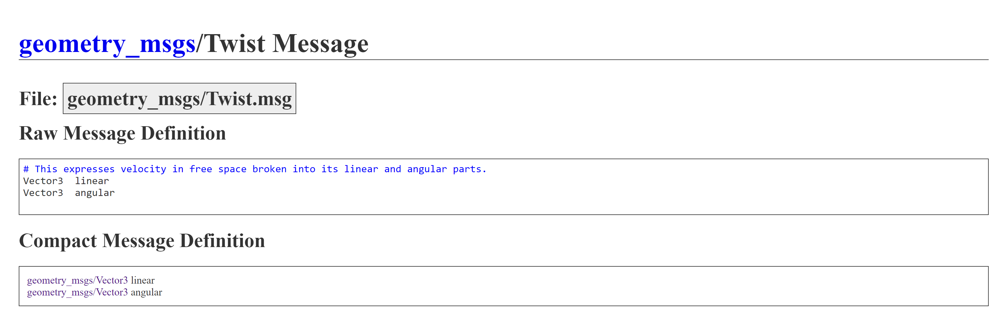 geometry_msgs/Twist Message
File: geometry_msgs/Twist.msg
Raw Message Definition
# This expresses velocity in free space broken into its linear and angular parts.
Vector3  linear
Vector3  angular
Compact Message Definition
geometry_msgs/Vector3 linear
geometry_msgs/Vector3 angular